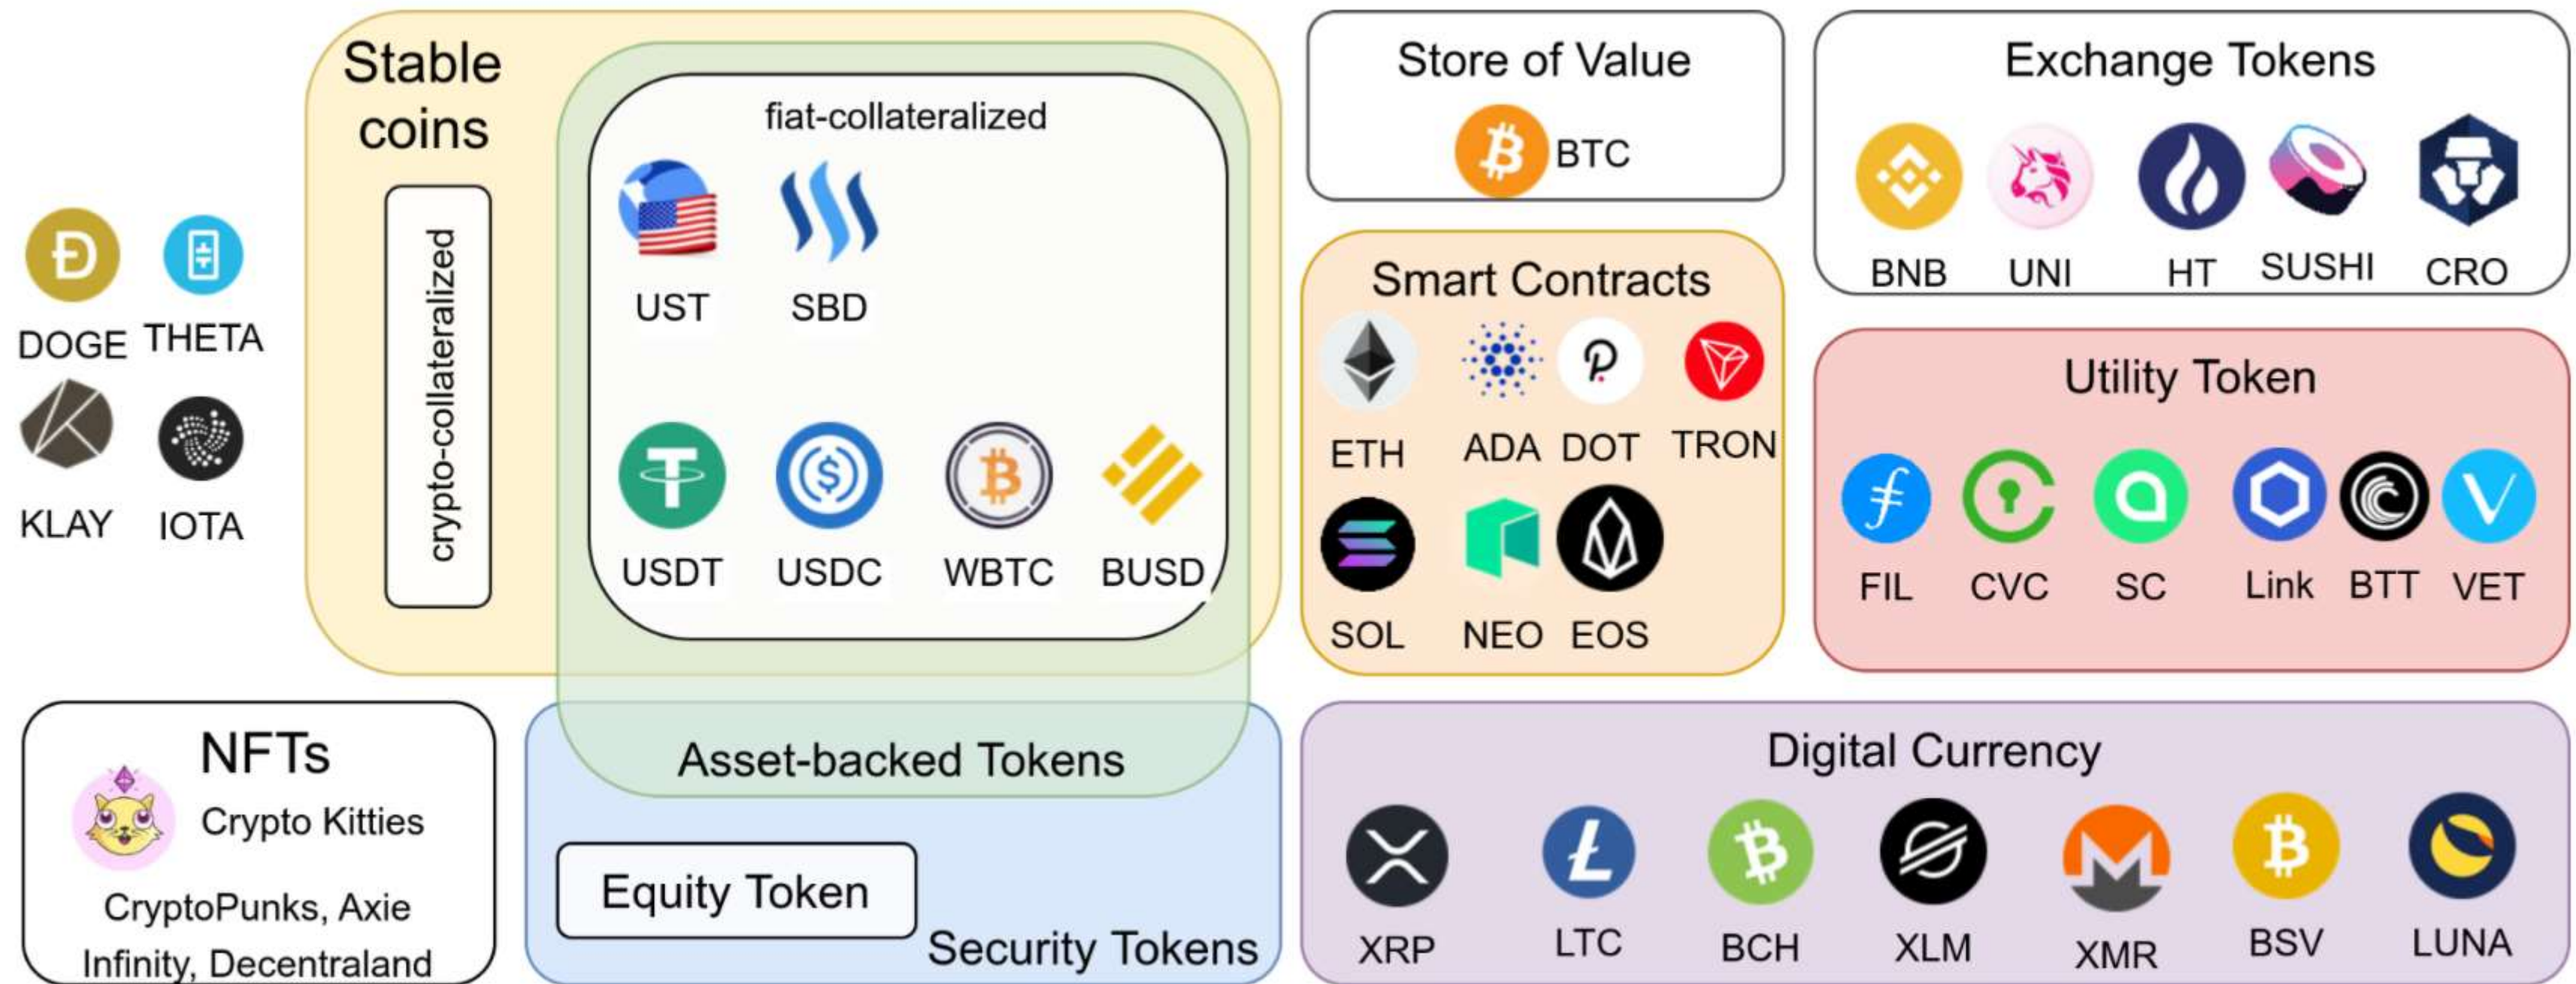 Stable
coins
crypto-collateralized
fiat-collateralized
UST SBD
USDT USDC WBTC BUSD
DOGE THETA
KLAY IOTA
Store of Value
BTC
Exchange Tokens
BNB UNI HT SUSHI CRO
Smart Contracts
ETH ADA DOT TRON
SOL NEO EOS
Utility Token
FIL CVC SC Link BTT VET
NFTs
Crypto Kitties
CryptoPunks, Axie
Infinity, Decentraland
Asset-backed Tokens
Equity Token
Security Tokens
Digital Currency
XRP LTC BCH XLM XMR BSV LUNA